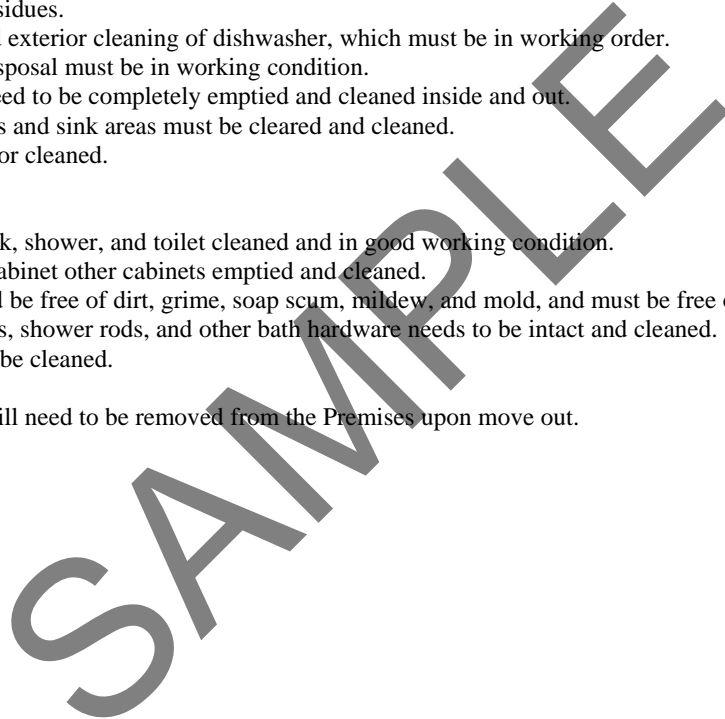 sidues.
exterior cleaning of dishwasher, which must be in working order.
sposal must be in working condition.
eed to be completely emptied and cleaned inside and out.
s and sink areas must be cleared and cleaned.
or cleaned.
k, shower, and toilet cleaned and in good working condition.
abinet other cabinets emptied and cleaned.
be free of dirt, grime, soap scum, mildew, and mold, and must be free
s, shower rods, and other bath hardware needs to be intact and cleaned.
be cleaned.
ill need to be removed from the Premises upon move out.
SAMPLE